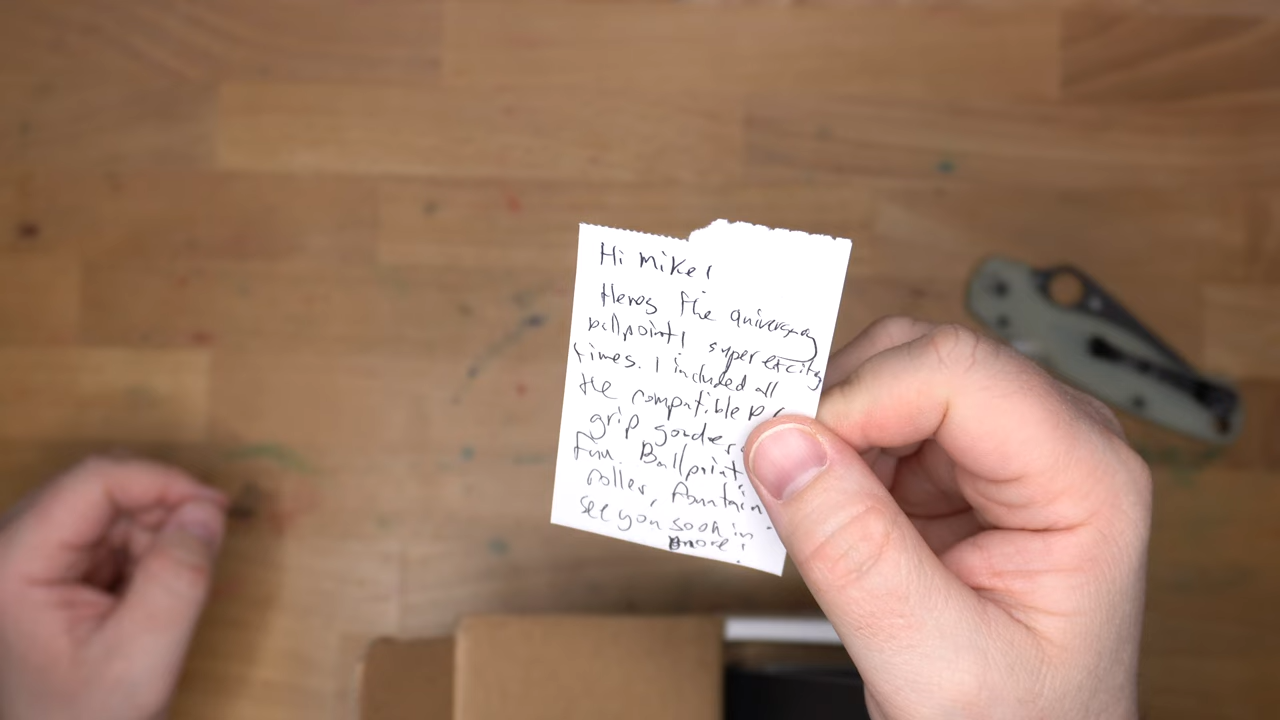 Hi Mike!
Heres the aniversary
ballpoint! super exciting
times. I included all
the compatible
grip
fun. Ballpoint
roller, fountain
see you soon in
more!